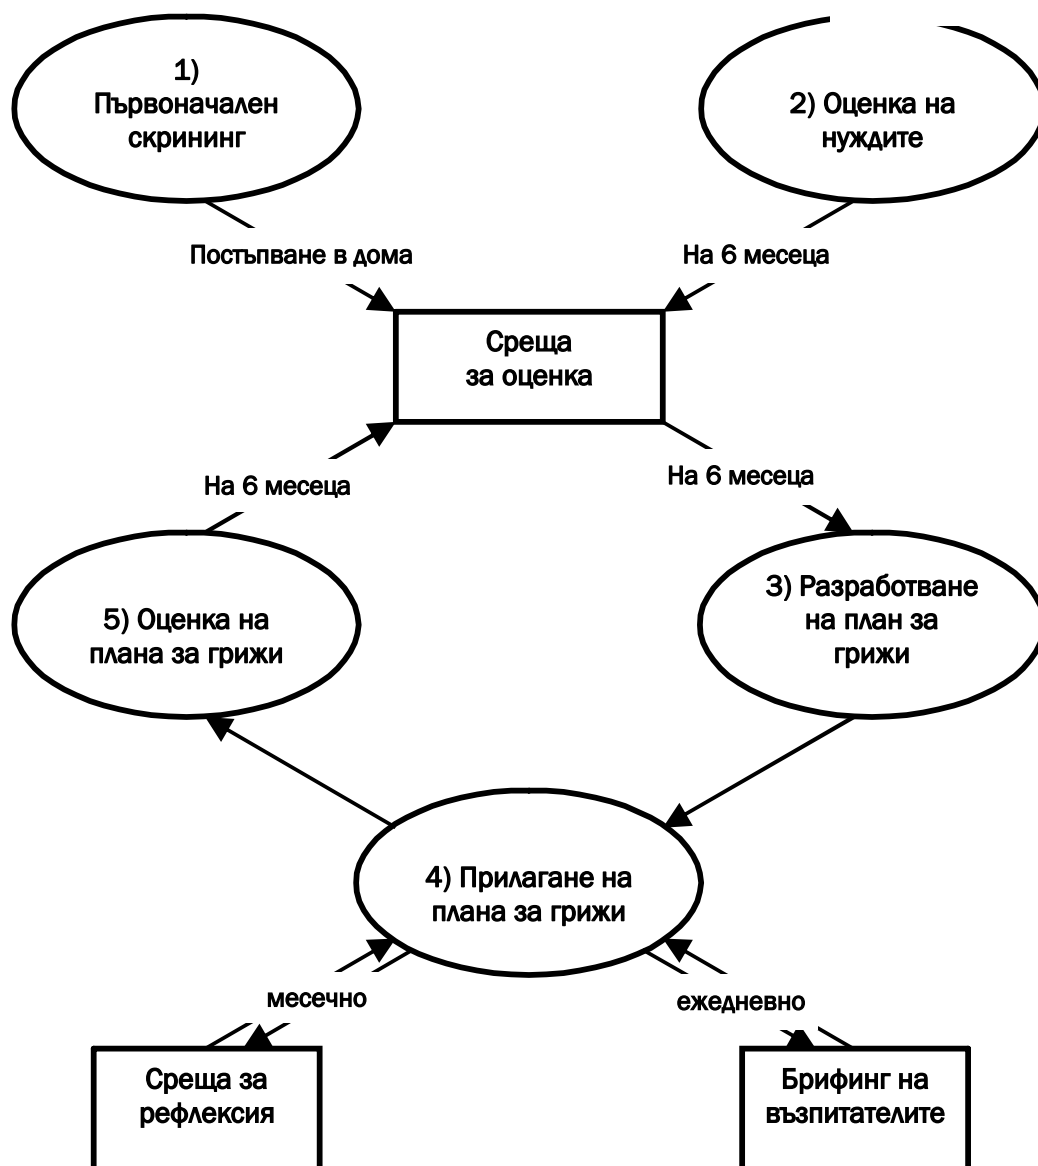 1)
Първоначален
скрининг
2) Оценка на
нуждите
Постъпване в дома
На 6 месеца
Среща
за оценка
На 6 месеца
На 6 месеца
5) Оценка на
плана за грижи
3) Разработване
на план за
грижи
4) Прилагане на
плана за грижи
месечно
ежедневно
Среща за
рефлексия
Брифинг на
възпитателите